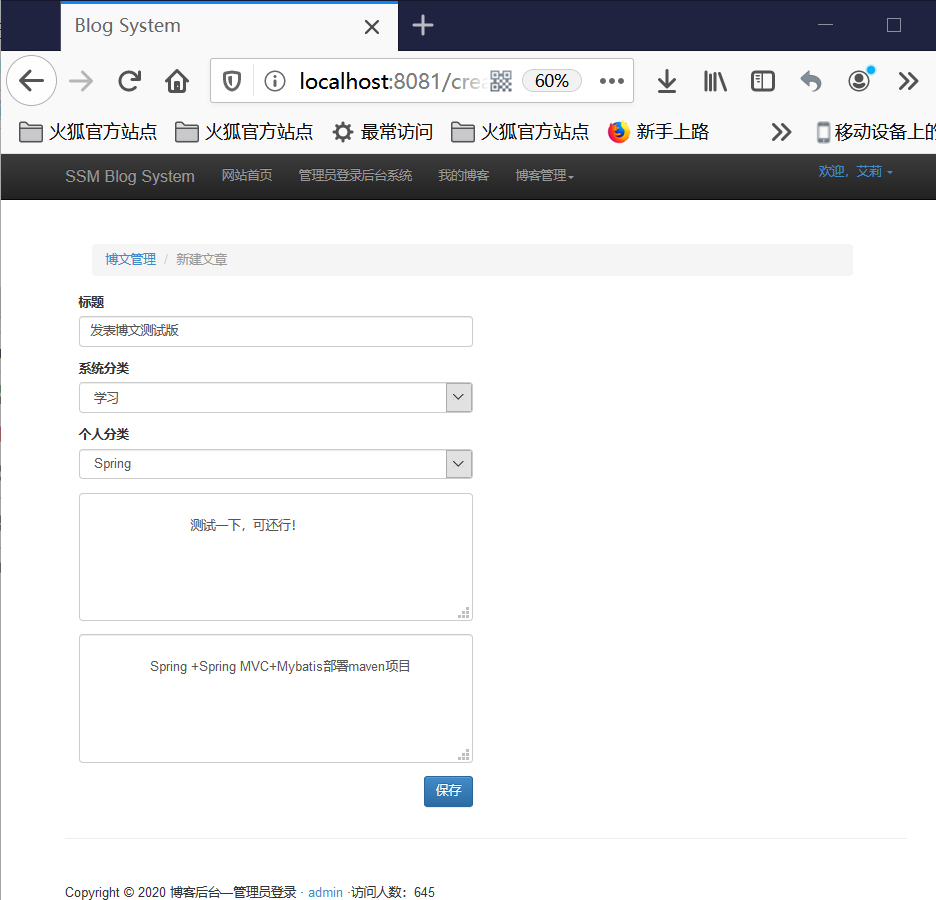 Blog System
localhost:8081/crea
60%
火狐官方站点 火狐官方站点 最常访问 火狐官方站点 新手上路 移动设备上的
SSM Blog System 网站首页 管理员登录后台系统 我的博客 博客管理 欢迎，艾莉
博文管理 / 新建文章
标题
发表博文测试版
系统分类
学习
个人分类
Spring
测试一下，可还行！
Spring +Spring MVC+Mybatis部署maven项目
保存
Copyright © 2020 博客后台—管理员登录 · admin ·访问人数：645